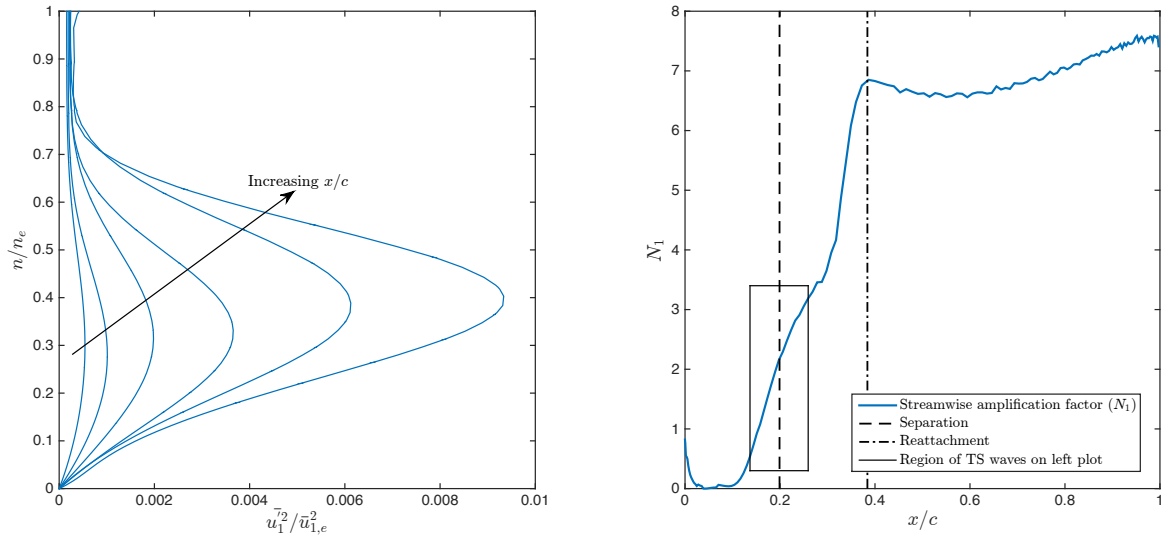 1
0.9
0.8
0.7
0.6
0.5
0.4
0.3
0.2
0.1
0
n/n_e
Increasing x/c
0 0.002 0.004 0.006 0.008 0.01
\bar{u_1'^2}/\bar{u}_{1,e}^2
8
7
6
5
4
3
2
1
0
N_1
Streamwise amplification factor (N_1)
Separation
Reattachment
Region of TS waves on left plot
0 0.2 0.4 0.6 0.8 1
x/c